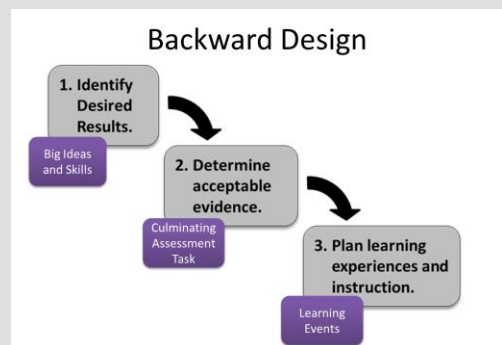 Backward Design
1. Identify
Desired
Results.
Big Ideas
and Skills
2. Determine
acceptable
evidence.
Culminating
Assessment
Task
3. Plan learning
experiences and
instruction.
Learning
Events